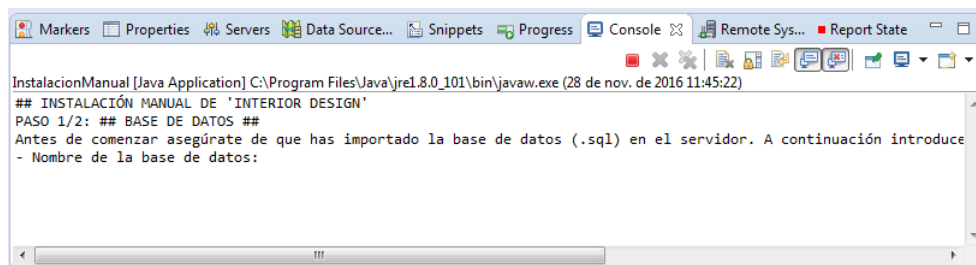 Markers Properties Servers Data Source... Snippets Progress Console Remote Sys... Report State
InstalacionManual [Java Application] C:\Program Files\Java\jre1.8.0_101\bin\javaw.exe (28 de nov. de 2016 11:45:22)
## INSTALACIÓN MANUAL DE 'INTERIOR DESIGN'
PASO 1/2: ## BASE DE DATOS ##
Antes de comenzar asegúrate de que has importado la base de datos (.sql) en el servidor. A continuación introduce
- Nombre de la base de datos: